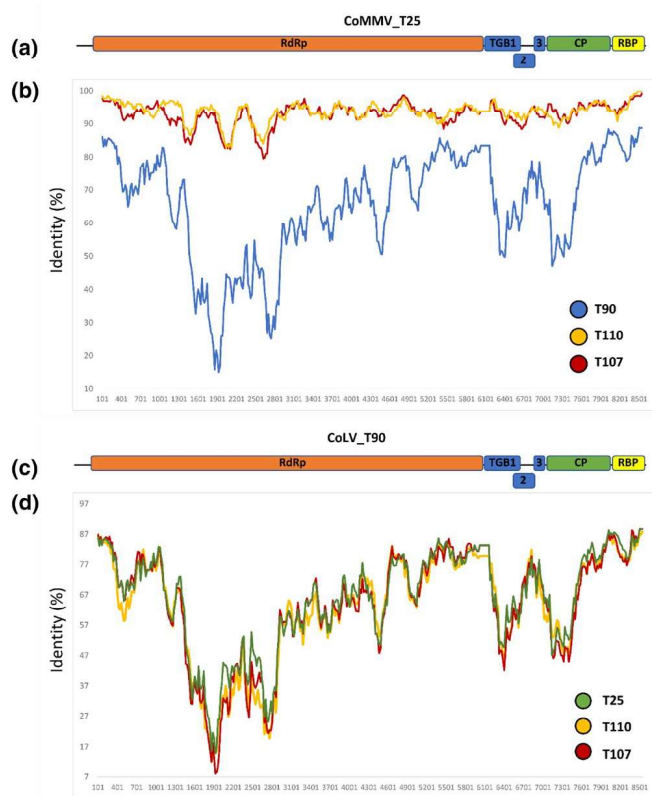 CoMMV_T25
(a)
RdRp TGB1 3 CP RBP
2
(b)
Identity (%)
100
90
80
70
60
50
40
30
20
10
T90
T110
T107
101 401 701 1001 1301 1601 1901 2201 2501 2801 3101 3401 3701 4001 4301 4601 4901 5201 5501 5801 6101 6401 6701 7001 7301 7601 7901 8201 8501
CoLV_T90
(c)
RdRp TGB1 3 CP RBP
2
(d)
Identity (%)
97
87
77
67
57
47
37
27
17
7
T25
T110
T107
101 401 701 1001 1301 1601 1901 2201 2501 2801 3101 3401 3701 4001 4301 4601 4901 5201 5501 5801 6101 6401 6701 7001 7301 7601 7901 8201 8501